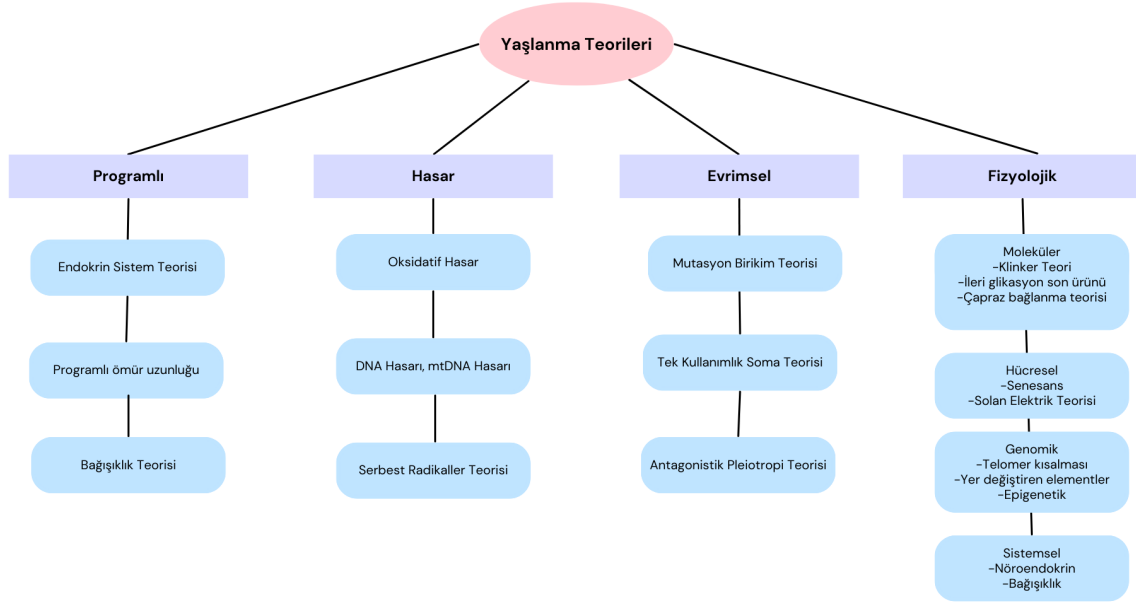 Yaşlanma Teorileri
Programlı
Endokrin Sistem Teorisi
Programlı ömür uzunluğu
Bağışıklık Teorisi
Hasar
Oksidatif Hasar
DNA Hasarı, mtDNA Hasarı
Serbest Radikaller Teorisi
Evrimsel
Mutasyon Birikim Teorisi
Tek Kullanımlık Soma Teorisi
Antagonistik Pleiotropi Teorisi
Fizyolojik
Moleküler
-Klinker Teori
-İleri glikasyon son ürünü
-Çapraz bağlanma teorisi
Hücresel
-Senesans
-Solan Elektrik Teorisi
Genomik
-Telomer kısalması
-Yer değiştiren elementler
-Epigenetik
Sistemsel
-Nöroendokrin
-Bağışıklık